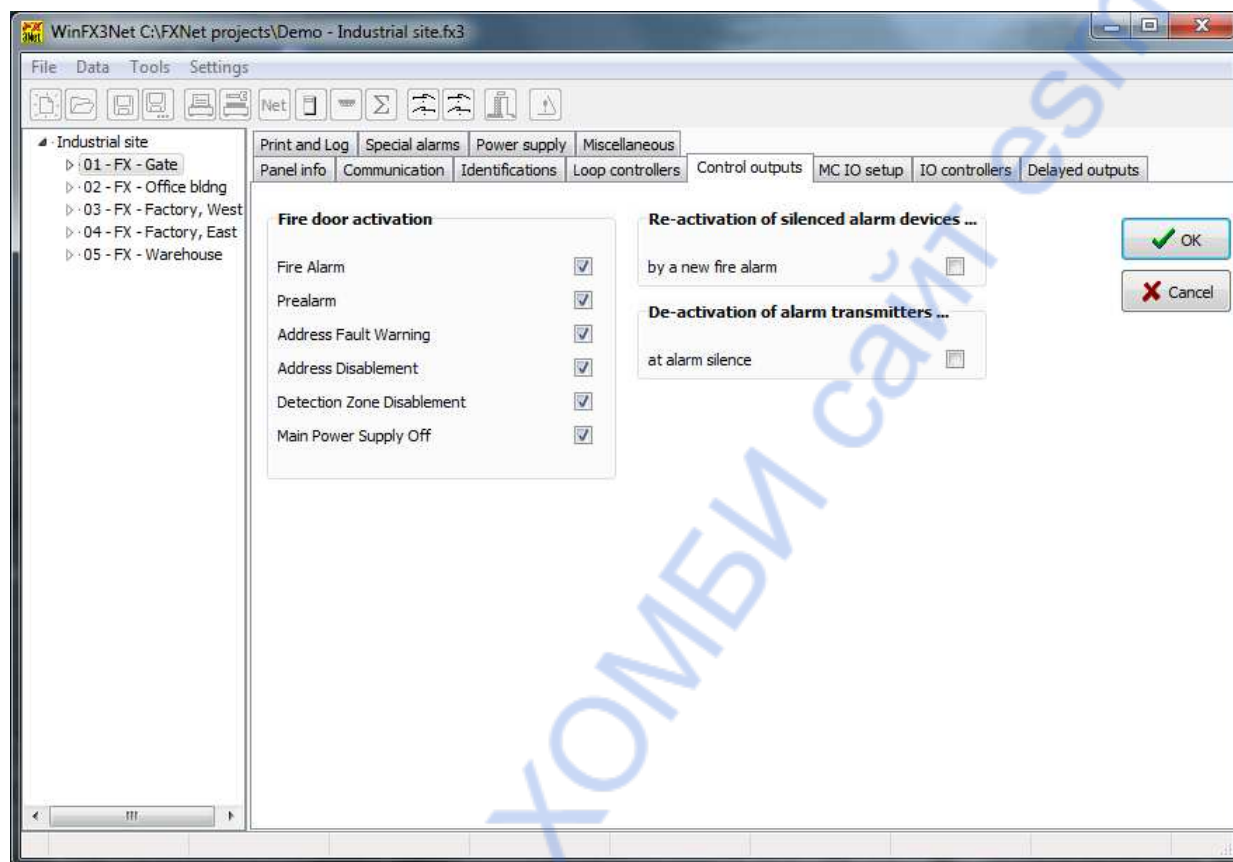 WinFX3Net C:\FXNet projects\Demo - Industrial site.fx3
File Data Tools Settings
Net
Industrial site
01 - FX - Gate
02 - FX - Office bldng
03 - FX - Factory, West
04 - FX - Factory, East
05 - FX - Warehouse
Print and Log Special alarms Power supply Miscellaneous
Panel info Communication Identifications Loop controllers Control outputs MC IO setup IO controllers Delayed outputs
Fire door activation
Fire Alarm
Prealarm
Address Fault Warning
Address Disablement
Detection Zone Disablement
Main Power Supply Off
Re-activation of silenced alarm devices ...
by a new fire alarm
De-activation of alarm transmitters ...
at alarm silence
OK
Cancel
ХОМБИ сайт esm